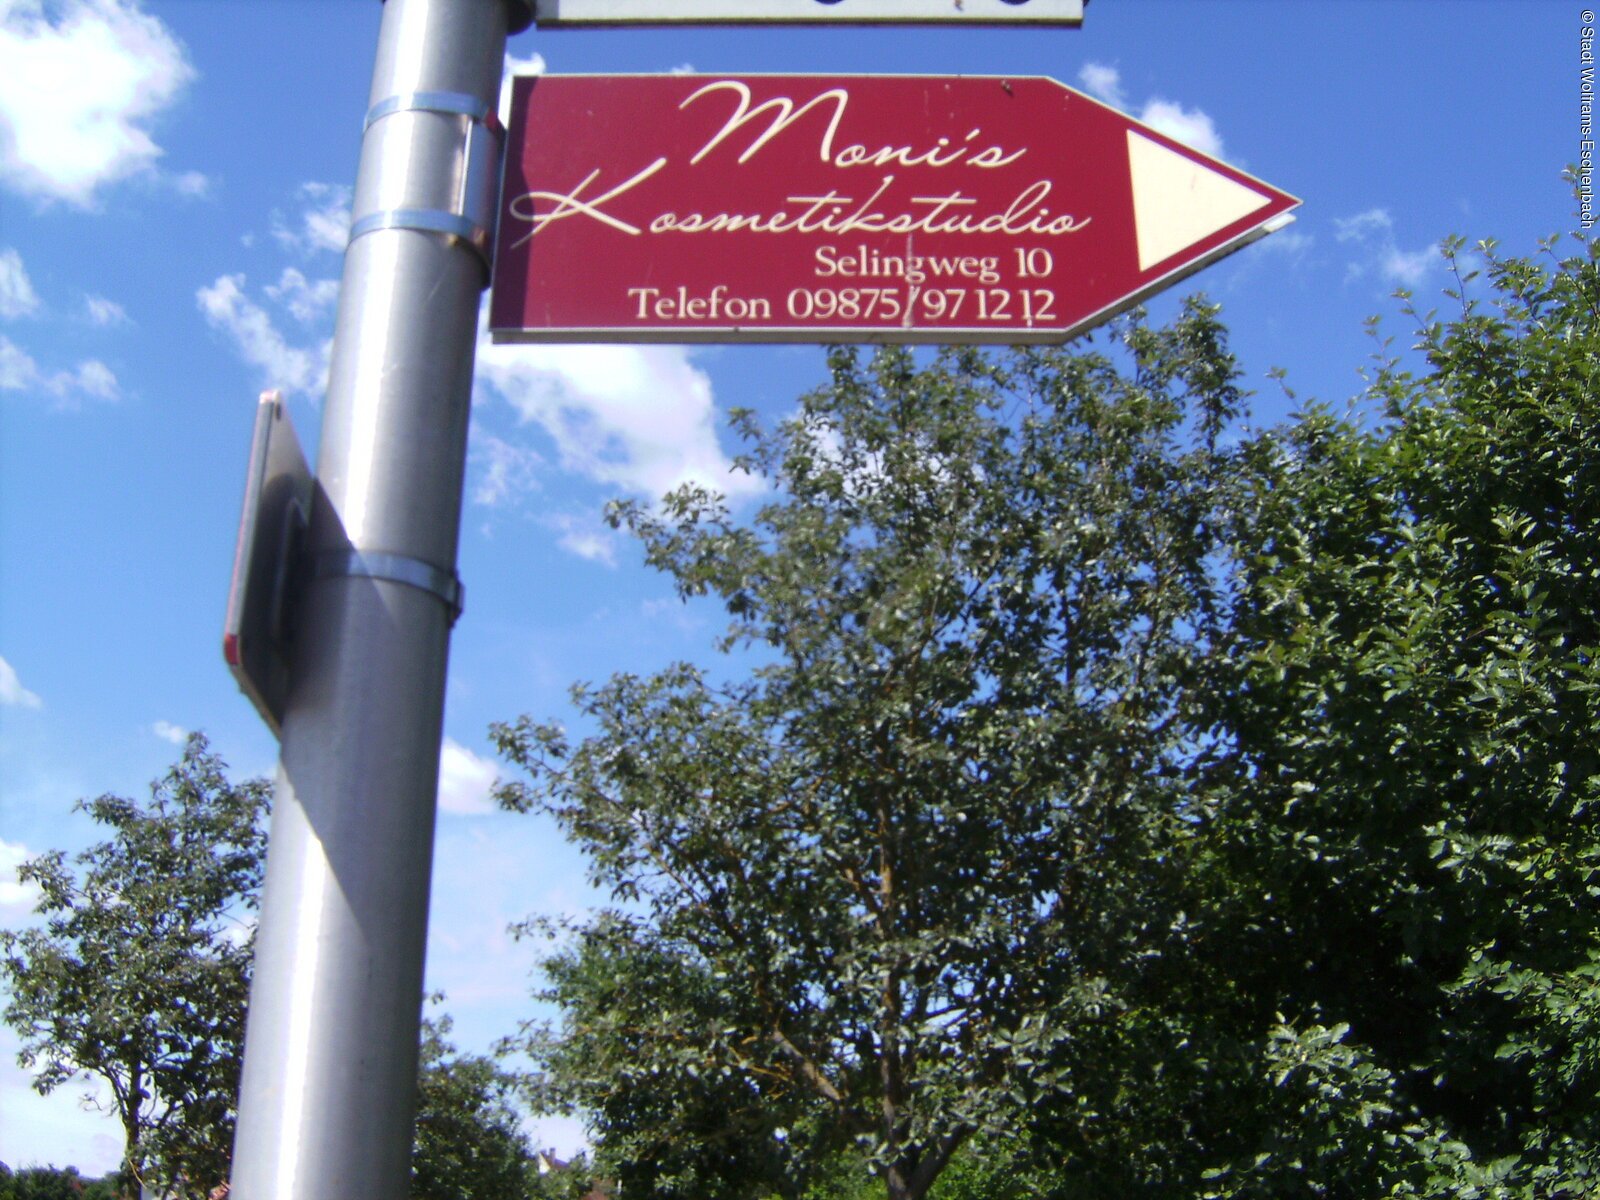 Moni's
Kosmetikstudio
Selingweg 10
Telefon 09875/97 12 12
© Stadt Wolframs-Eschenbach